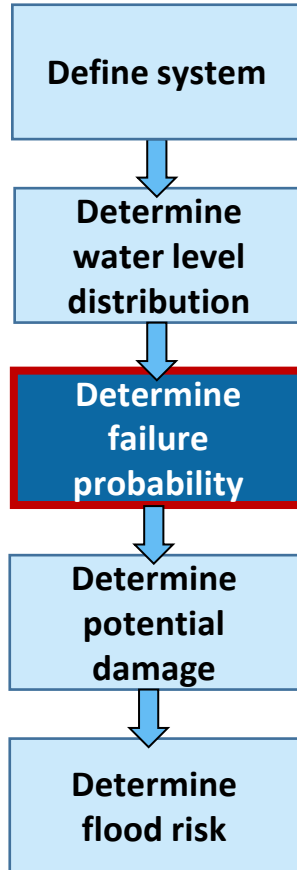 Define system
Determine
water level
distribution
Determine
failure
probability
Determine
potential
damage
Determine
flood risk